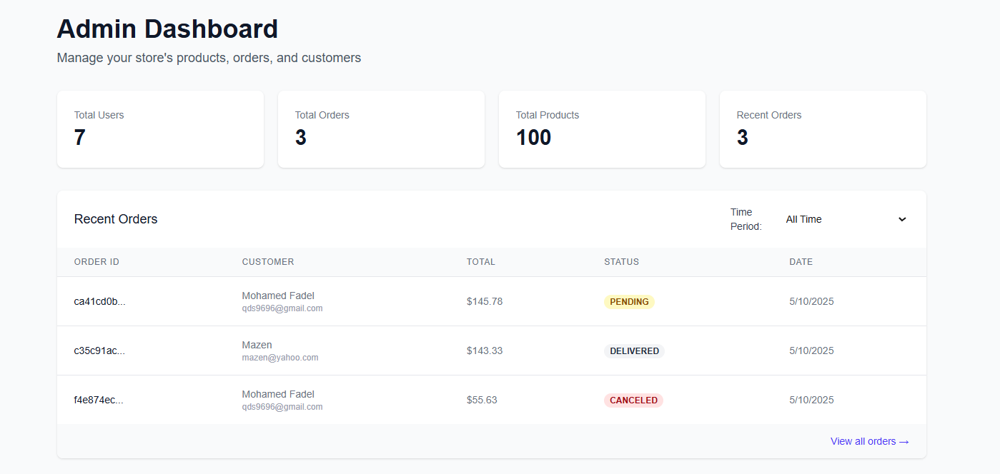 Admin Dashboard
Manage your store's products, orders, and customers
Total Users
7
Total Orders
3
Total Products
100
Recent Orders
3
Recent Orders
Time
Period:
All Time
ORDER ID CUSTOMER TOTAL STATUS DATE
ca41cd0b... Mohamed Fadel $145.78 PENDING 5/10/2025
qds9696@gmail.com
c35c91ac... Mazen $143.33 DELIVERED 5/10/2025
mazen@yahoo.com
f4e874ec... Mohamed Fadel $55.63 CANCELED 5/10/2025
qds9696@gmail.com
View all orders →